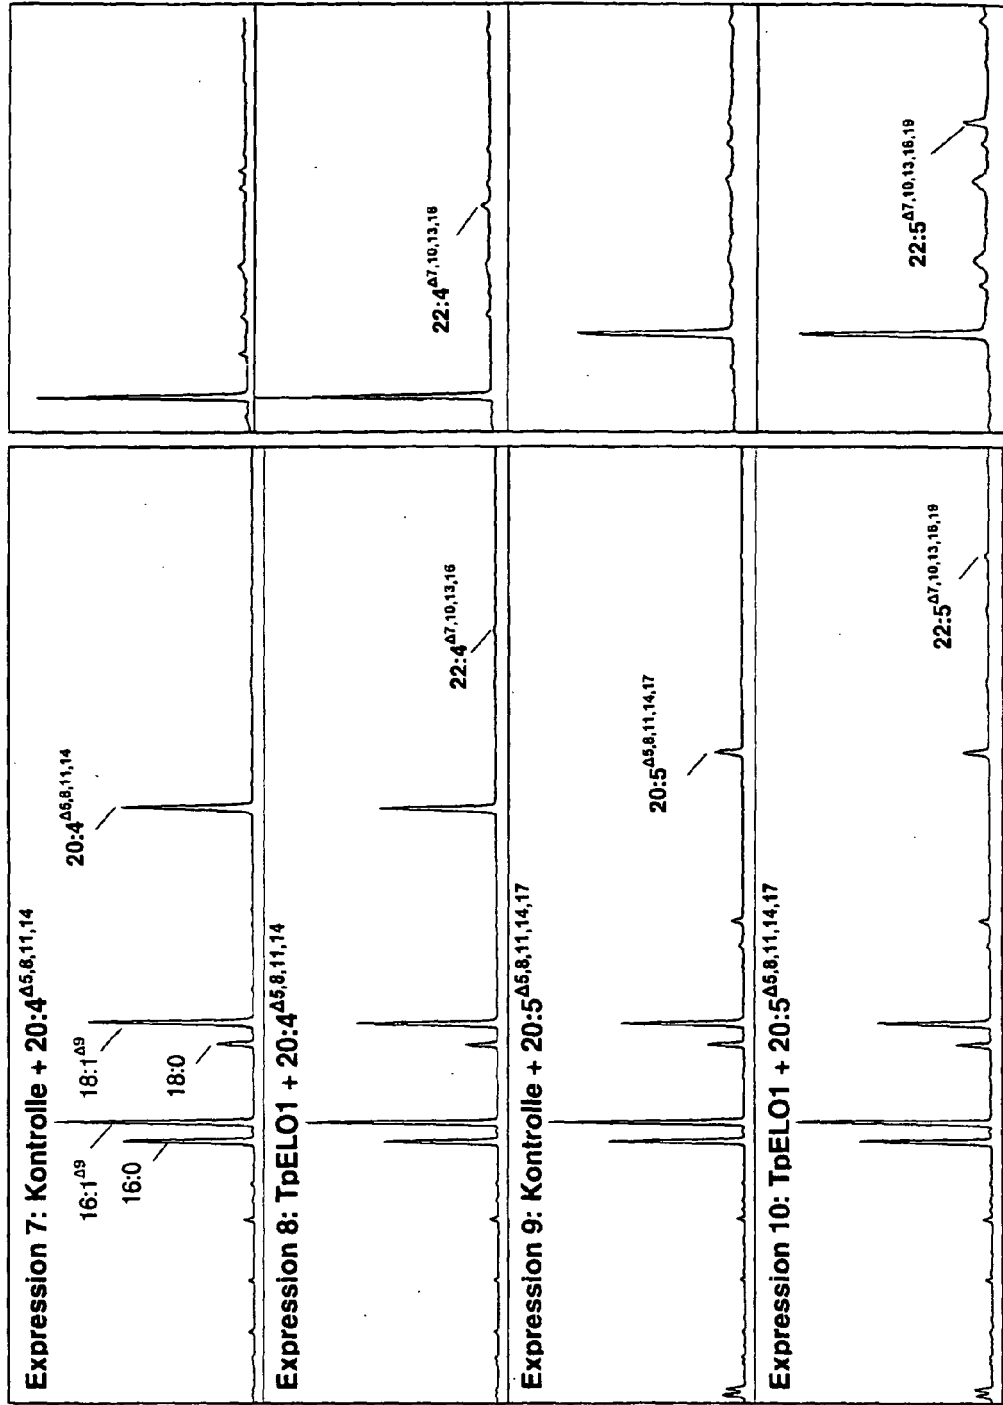 Expression 7: Kontrolle + 20:4Δ5,8,11,14
16:1Δ9
16:0
18:1Δ9
18:0
20:4Δ5,8,11,14
Expression 8: TpELO1 + 20:4Δ5,8,11,14
22:4Δ7,10,13,16
22:4Δ7,10,13,16
Expression 9: Kontrolle + 20:5Δ5,8,11,14,17
20:5Δ5,8,11,14,17
Expression 10: TpELO1 + 20:5Δ5,8,11,14,17
22:5Δ7,10,13,16,19
22:5Δ7,10,13,16,19